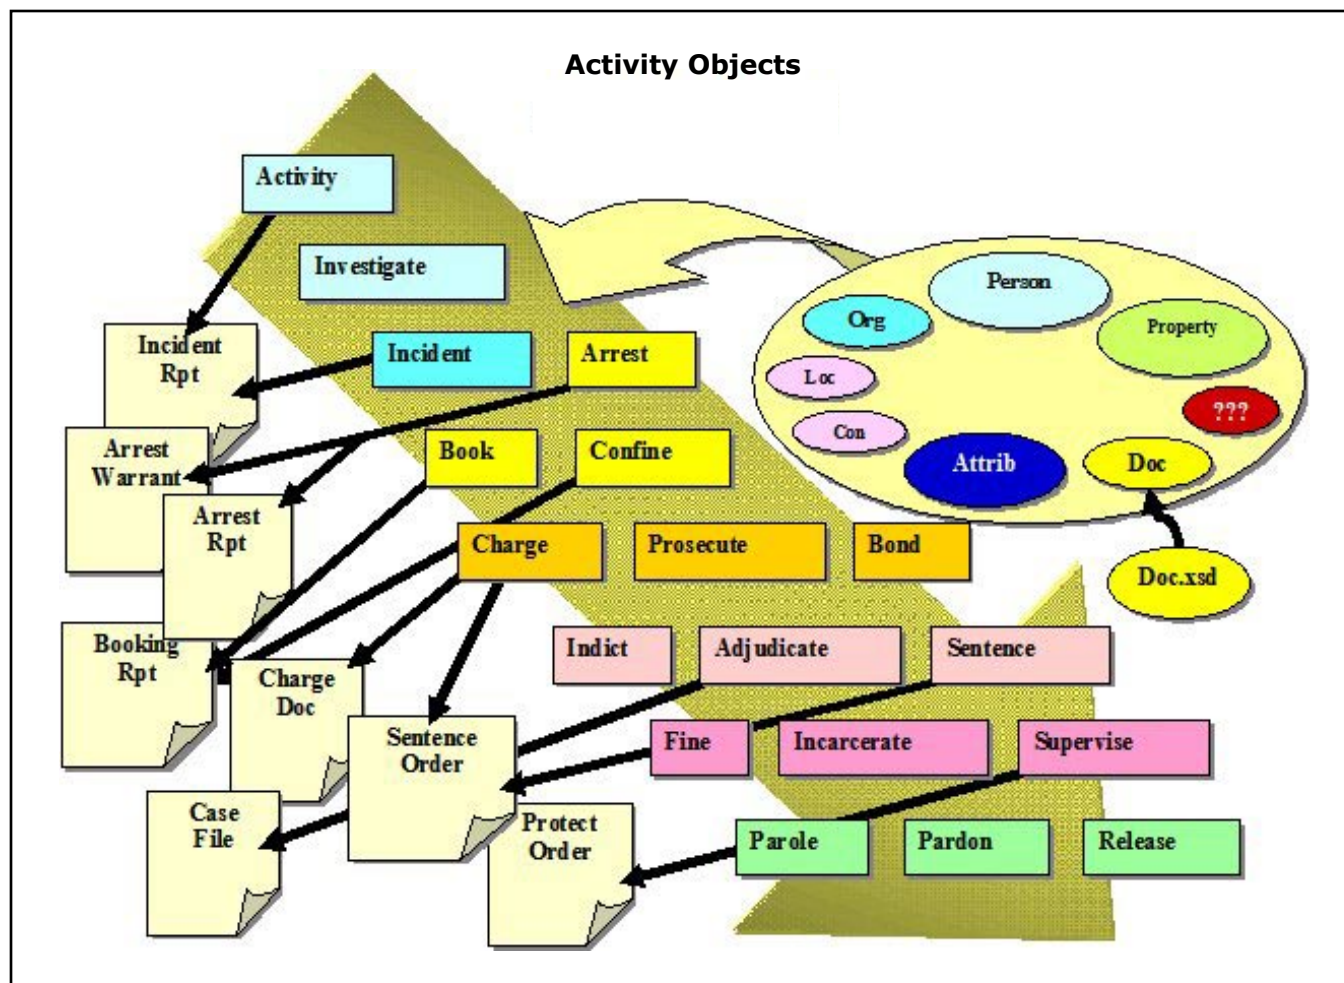 Activity Objects
Activity
Investigate
Incident
Rpt
Incident
Arrest
Arrest
Warrant
Book
Confine
Arrest
Rpt
Charge
Prosecute
Bond
Booking
Rpt
Charge
Doc
Indict
Adjudicate
Sentence
Sentence
Order
Fine
Incarcerate
Supervise
Case
File
Protect
Order
Parole
Pardon
Release
Person
Org
Property
Loc
???
Con
Attrib
Doc
Doc.xsd